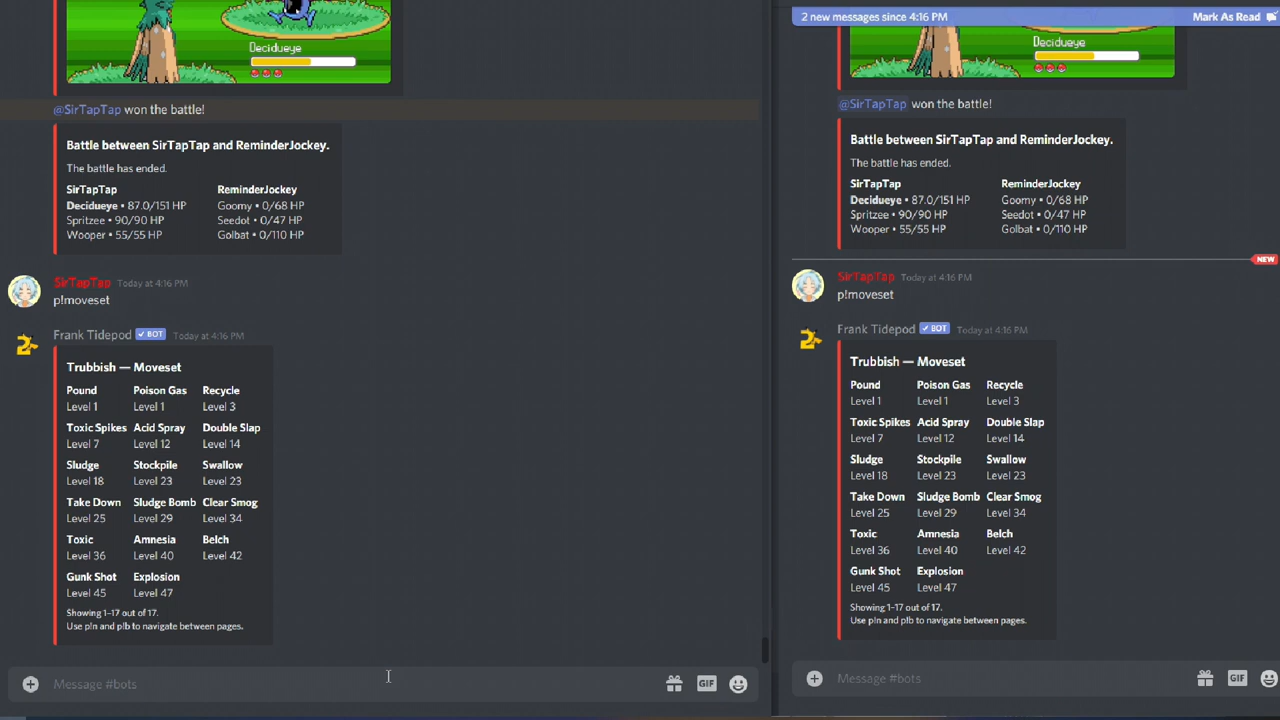 Decidueye
@SirTapTap won the battle!
Battle between SirTapTap and ReminderJockey.
The battle has ended.
SirTapTap ReminderJockey
Decidueye • 87.0/151 HP Goomy • 0/68 HP
Spritzee • 90/90 HP Seedot • 0/47 HP
Wooper • 55/55 HP Golbat • 0/110 HP
SirTapTap Today at 4:16 PM
p!moveset
Frank Tidepod ✓ BOT Today at 4:16 PM
Trubbish — Moveset
Pound Poison Gas Recycle
Level 1 Level 1 Level 3
Toxic Spikes Acid Spray Double Slap
Level 7 Level 12 Level 14
Sludge Stockpile Swallow
Level 18 Level 23 Level 23
Take Down Sludge Bomb Clear Smog
Level 25 Level 29 Level 34
Toxic Amnesia Belch
Level 36 Level 40 Level 42
Gunk Shot Explosion
Level 45 Level 47
Showing 1–17 out of 17.
Use p!n and p!b to navigate between pages.
Message #bots
GIF
2 new messages since 4:16 PM Mark As Read
Decidueye
@SirTapTap won the battle!
Battle between SirTapTap and ReminderJockey.
The battle has ended.
SirTapTap ReminderJockey
Decidueye • 87.0/151 HP Goomy • 0/68 HP
Spritzee • 90/90 HP Seedot • 0/47 HP
Wooper • 55/55 HP Golbat • 0/110 HP
NEW
SirTapTap Today at 4:16 PM
p!moveset
Frank Tidepod ✓ BOT Today at 4:16 PM
Trubbish — Moveset
Pound Poison Gas Recycle
Level 1 Level 1 Level 3
Toxic Spikes Acid Spray Double Slap
Level 7 Level 12 Level 14
Sludge Stockpile Swallow
Level 18 Level 23 Level 23
Take Down Sludge Bomb Clear Smog
Level 25 Level 29 Level 34
Toxic Amnesia Belch
Level 36 Level 40 Level 42
Gunk Shot Explosion
Level 45 Level 47
Showing 1–17 out of 17.
Use p!n and p!b to navigate between pages.
Message #bots
GIF